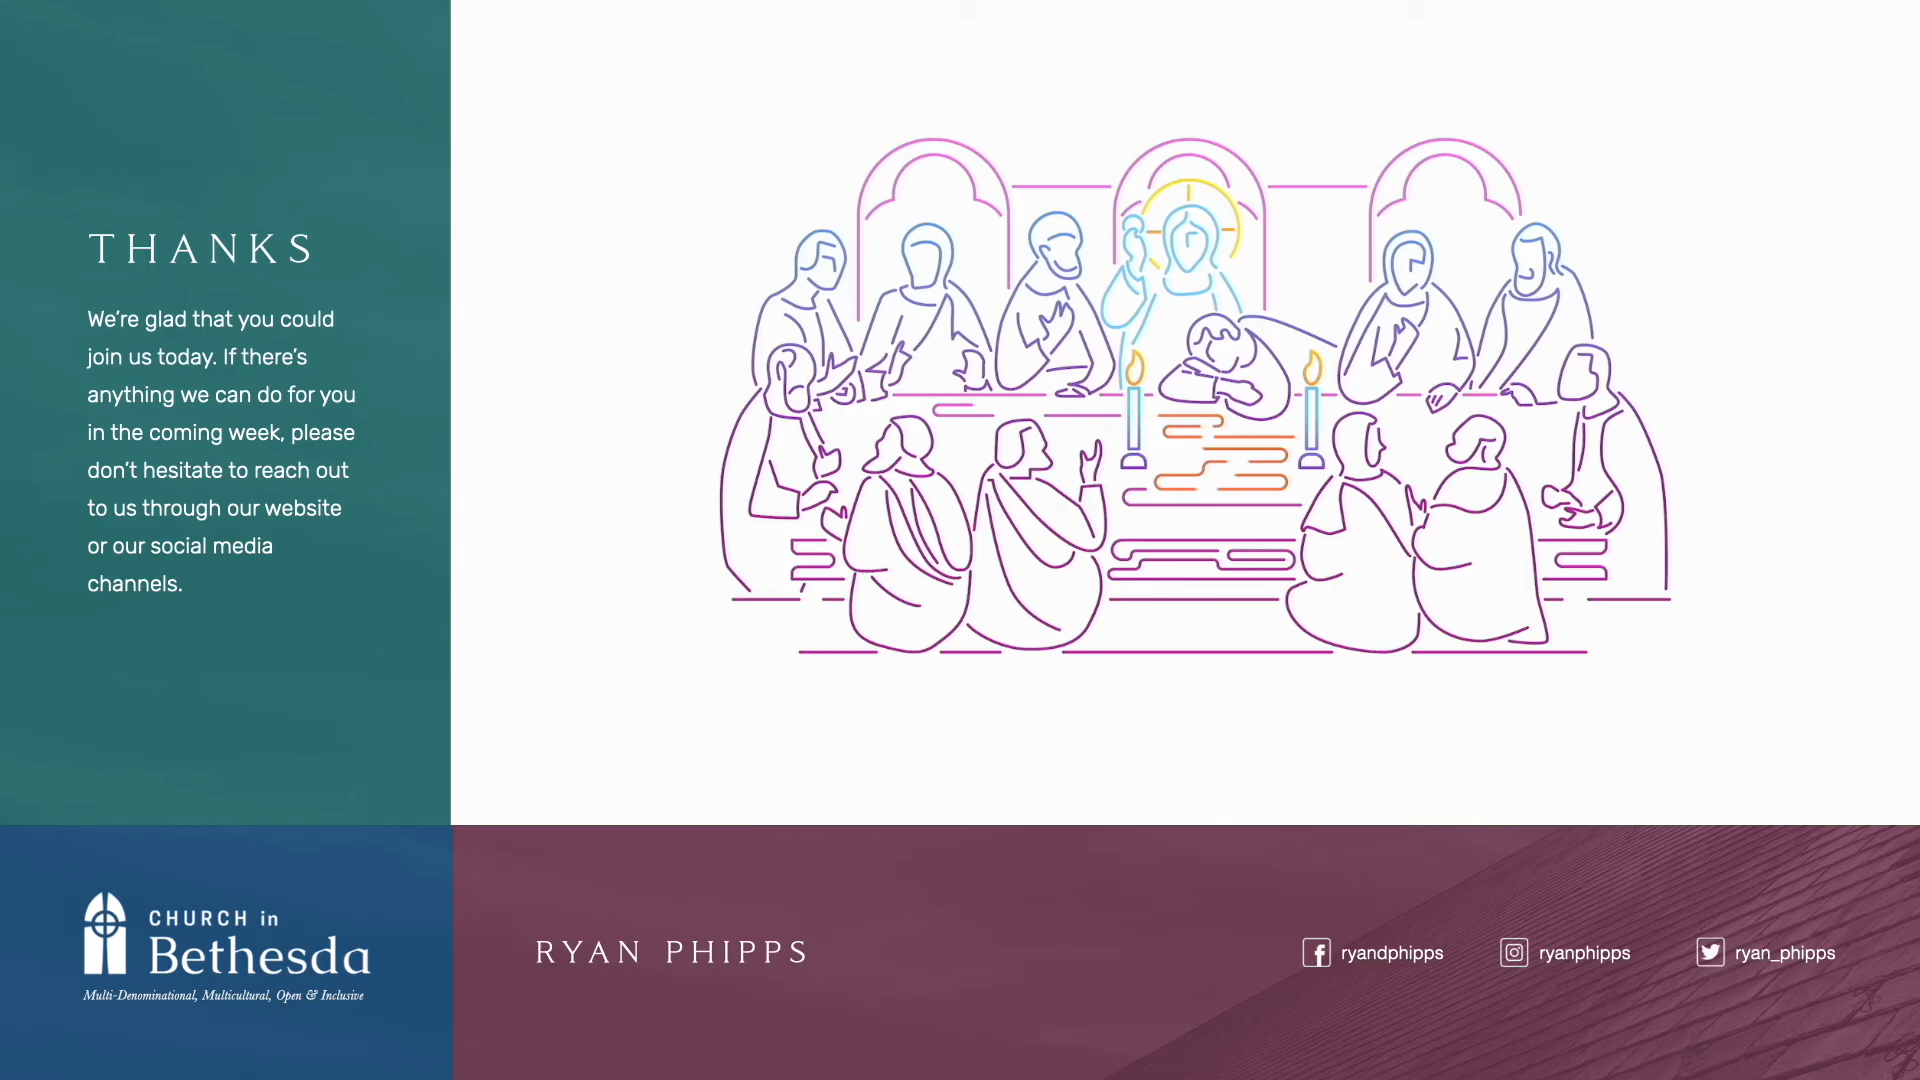 THANKS
We’re glad that you could
join us today. If there’s
anything we can do for you
in the coming week, please
don’t hesitate to reach out
to us through our website
or our social media
channels.
CHURCH in
Bethesda
Multi-Denominational, Multicultural, Open & Inclusive
RYAN PHIPPS
ryandphipps
ryanphipps
ryan_phipps